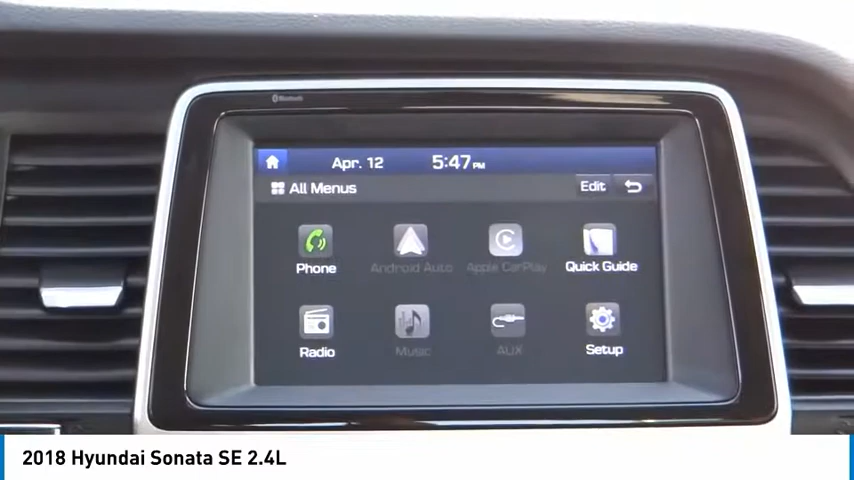 Bluetooth
Apr. 12 5:47 PM
All Menus Edit
Phone Android Auto Apple CarPlay Quick Guide
Radio Music AUX Setup
2018 Hyundai Sonata SE 2.4L